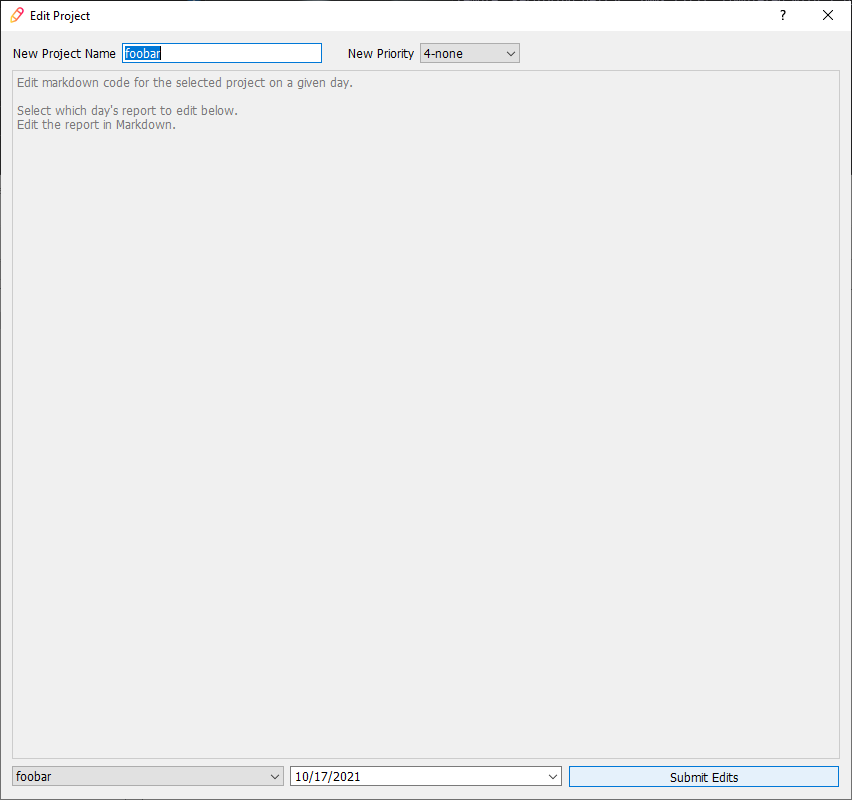 Edit Project
?
New Project Name foobar New Priority 4-none
Edit markdown code for the selected project on a given day.
Select which day's report to edit below.
Edit the report in Markdown.
foobar 10/17/2021 Submit Edits